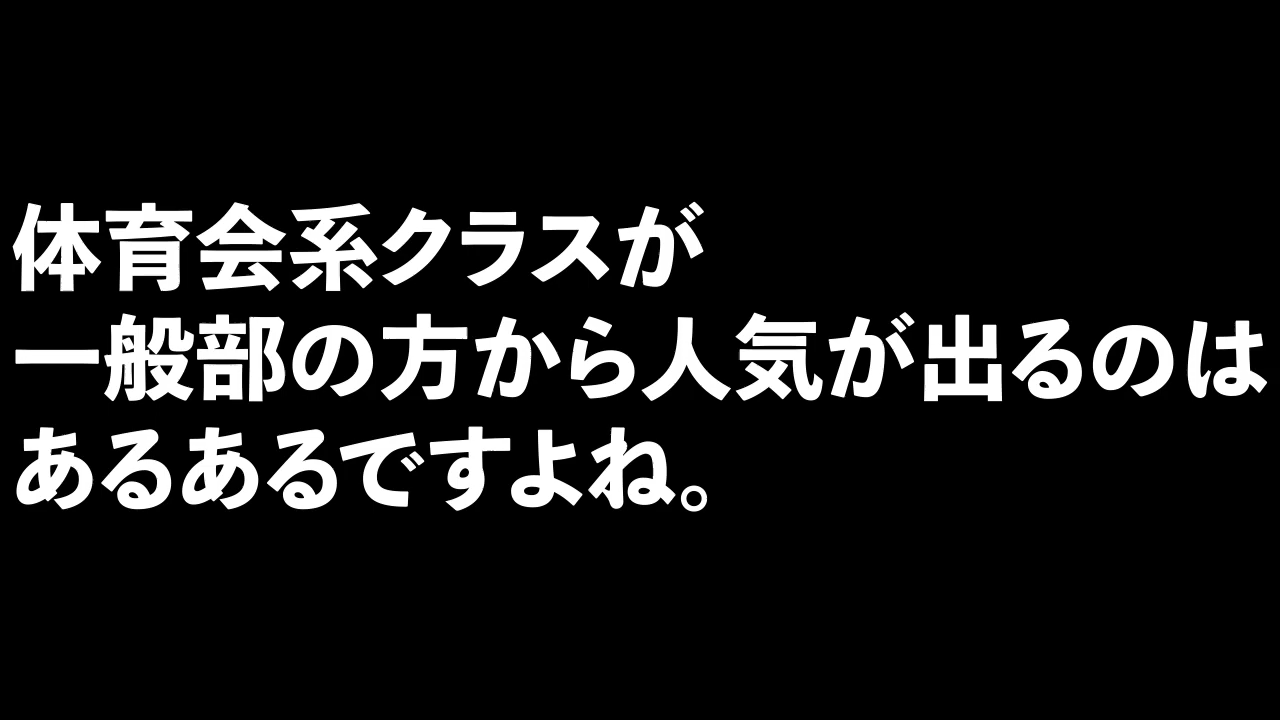 体育会系クラスが
一般部の方から人気が出るのは
あるあるですよね。